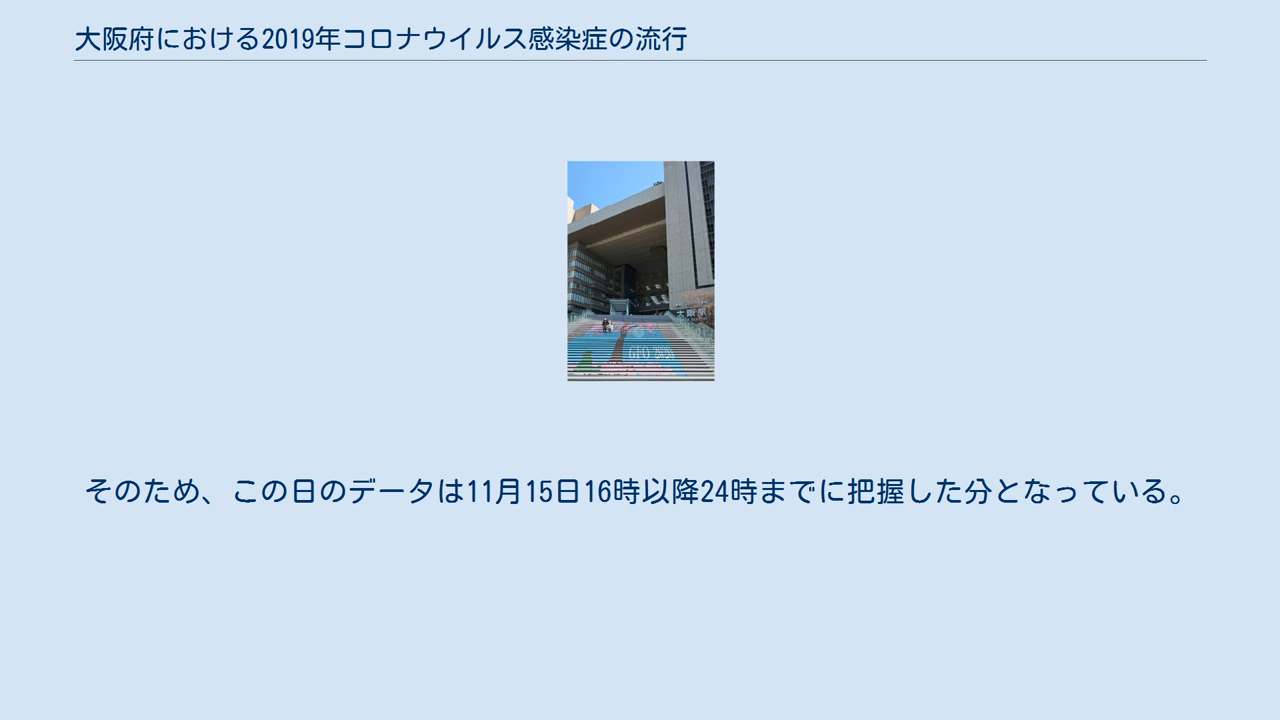 大阪府における2019年コロナウイルス感染症の流行
大阪駅
そのため、この日のデータは11月15日16時以降24時までに把握した分となっている。